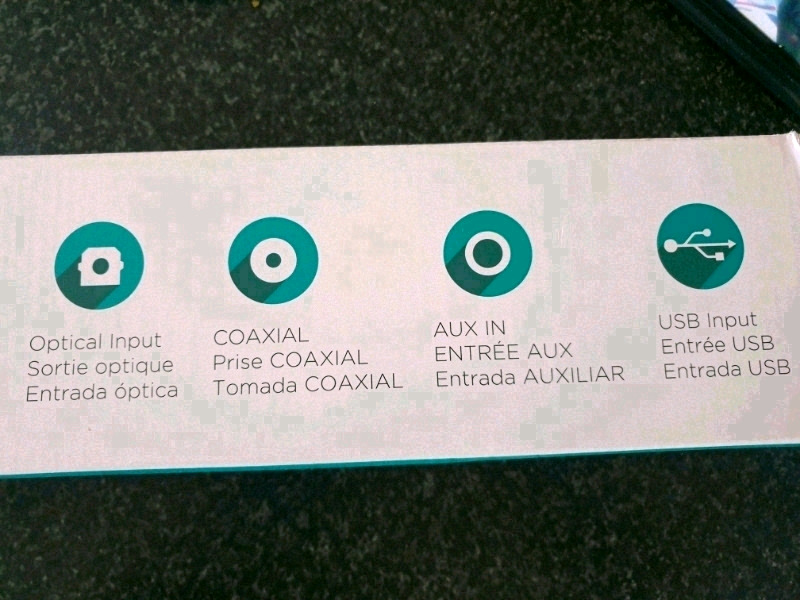 Optical Input
Sortie optique
Entrada óptica
COAXIAL
Prise COAXIAL
Tomada COAXIAL
AUX IN
ENTRÉE AUX
Entrada AUXILIAR
USB Input
Entrée USB
Entrada USB